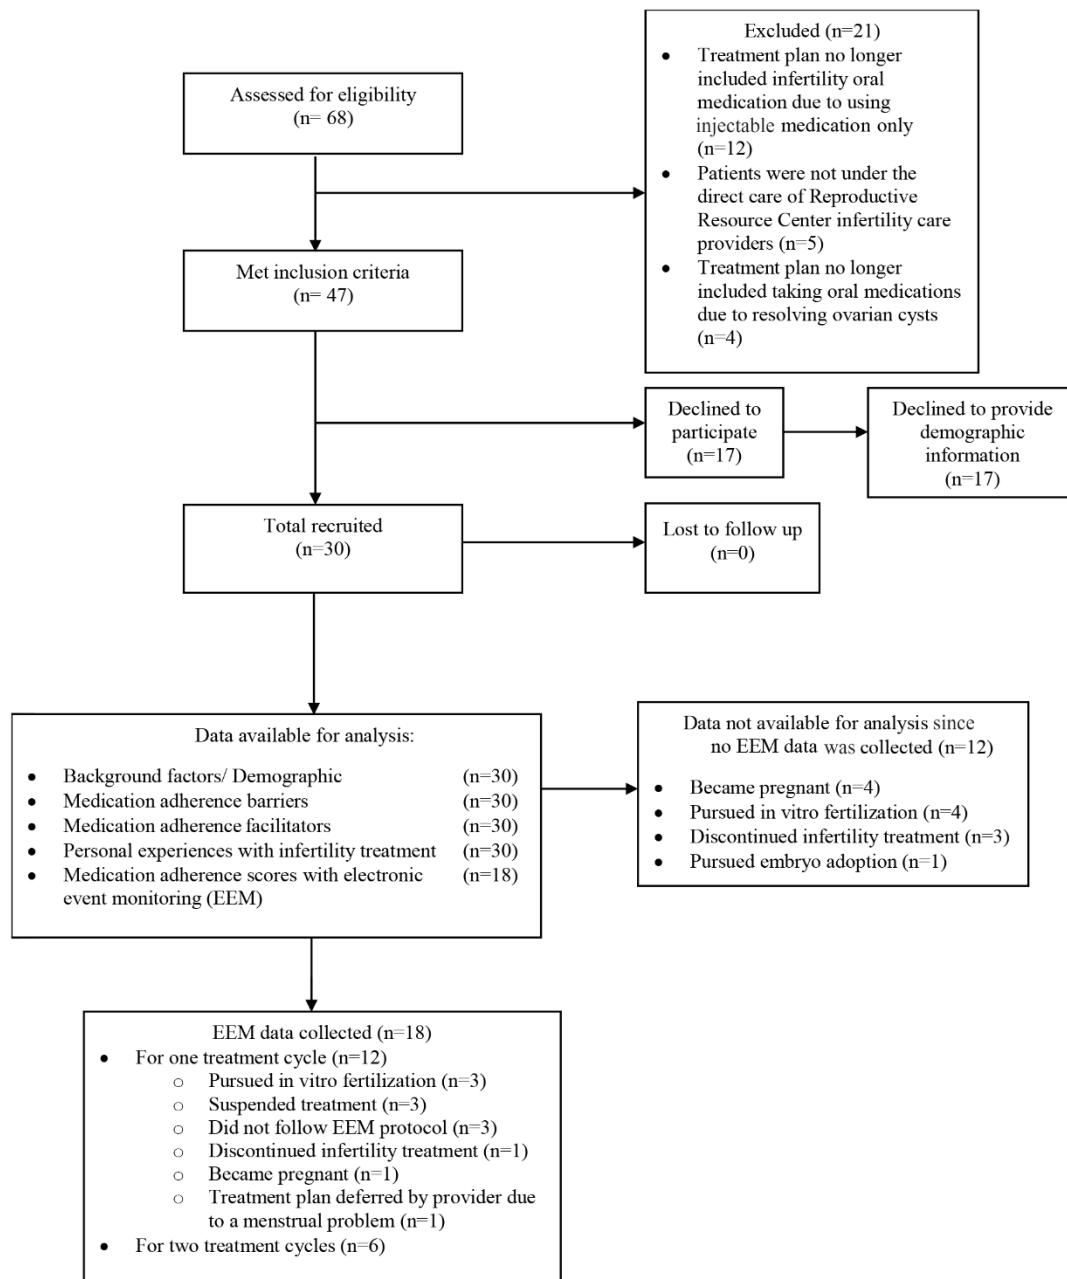 Assessed for eligibility
(n= 68)
Excluded (n=21)
• Treatment plan no longer
included infertility oral
medication due to using
injectable medication only
(n=12)
• Patients were not under the
direct care of Reproductive
Resource Center infertility care
providers (n=5)
• Treatment plan no longer
included taking oral medications
due to resolving ovarian cysts
(n=4)
Met inclusion criteria
(n= 47)
Declined to
participate
(n=17)
Declined to provide
demographic
information
(n=17)
Total recruited
(n=30)
Lost to follow up
(n=0)
Data available for analysis:
• Background factors/ Demographic (n=30)
• Medication adherence barriers (n=30)
• Medication adherence facilitators (n=30)
• Personal experiences with infertility treatment (n=30)
• Medication adherence scores with electronic (n=18)
event monitoring (EEM)
Data not available for analysis since
no EEM data was collected (n=12)
• Became pregnant (n=4)
• Pursued in vitro fertilization (n=4)
• Discontinued infertility treatment (n=3)
• Pursued embryo adoption (n=1)
EEM data collected (n=18)
• For one treatment cycle (n=12)
o Pursued in vitro fertilization (n=3)
o Suspended treatment (n=3)
o Did not follow EEM protocol (n=3)
o Discontinued infertility treatment (n=1)
o Became pregnant (n=1)
o Treatment plan deferred by provider due
to a menstrual problem (n=1)
• For two treatment cycles (n=6)